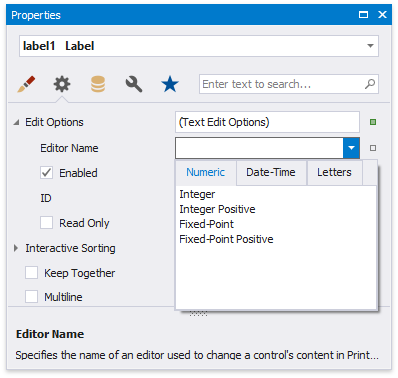 Properties
label1 Label
Enter text to search...
Edit Options (Text Edit Options)
Editor Name
Numeric Date-Time Letters
Enabled
Integer
ID
Integer Positive
Read Only
Fixed-Point
Fixed-Point Positive
Interactive Sorting
Keep Together
Multiline
Editor Name
Specifies the name of an editor used to change a control's content in Print...